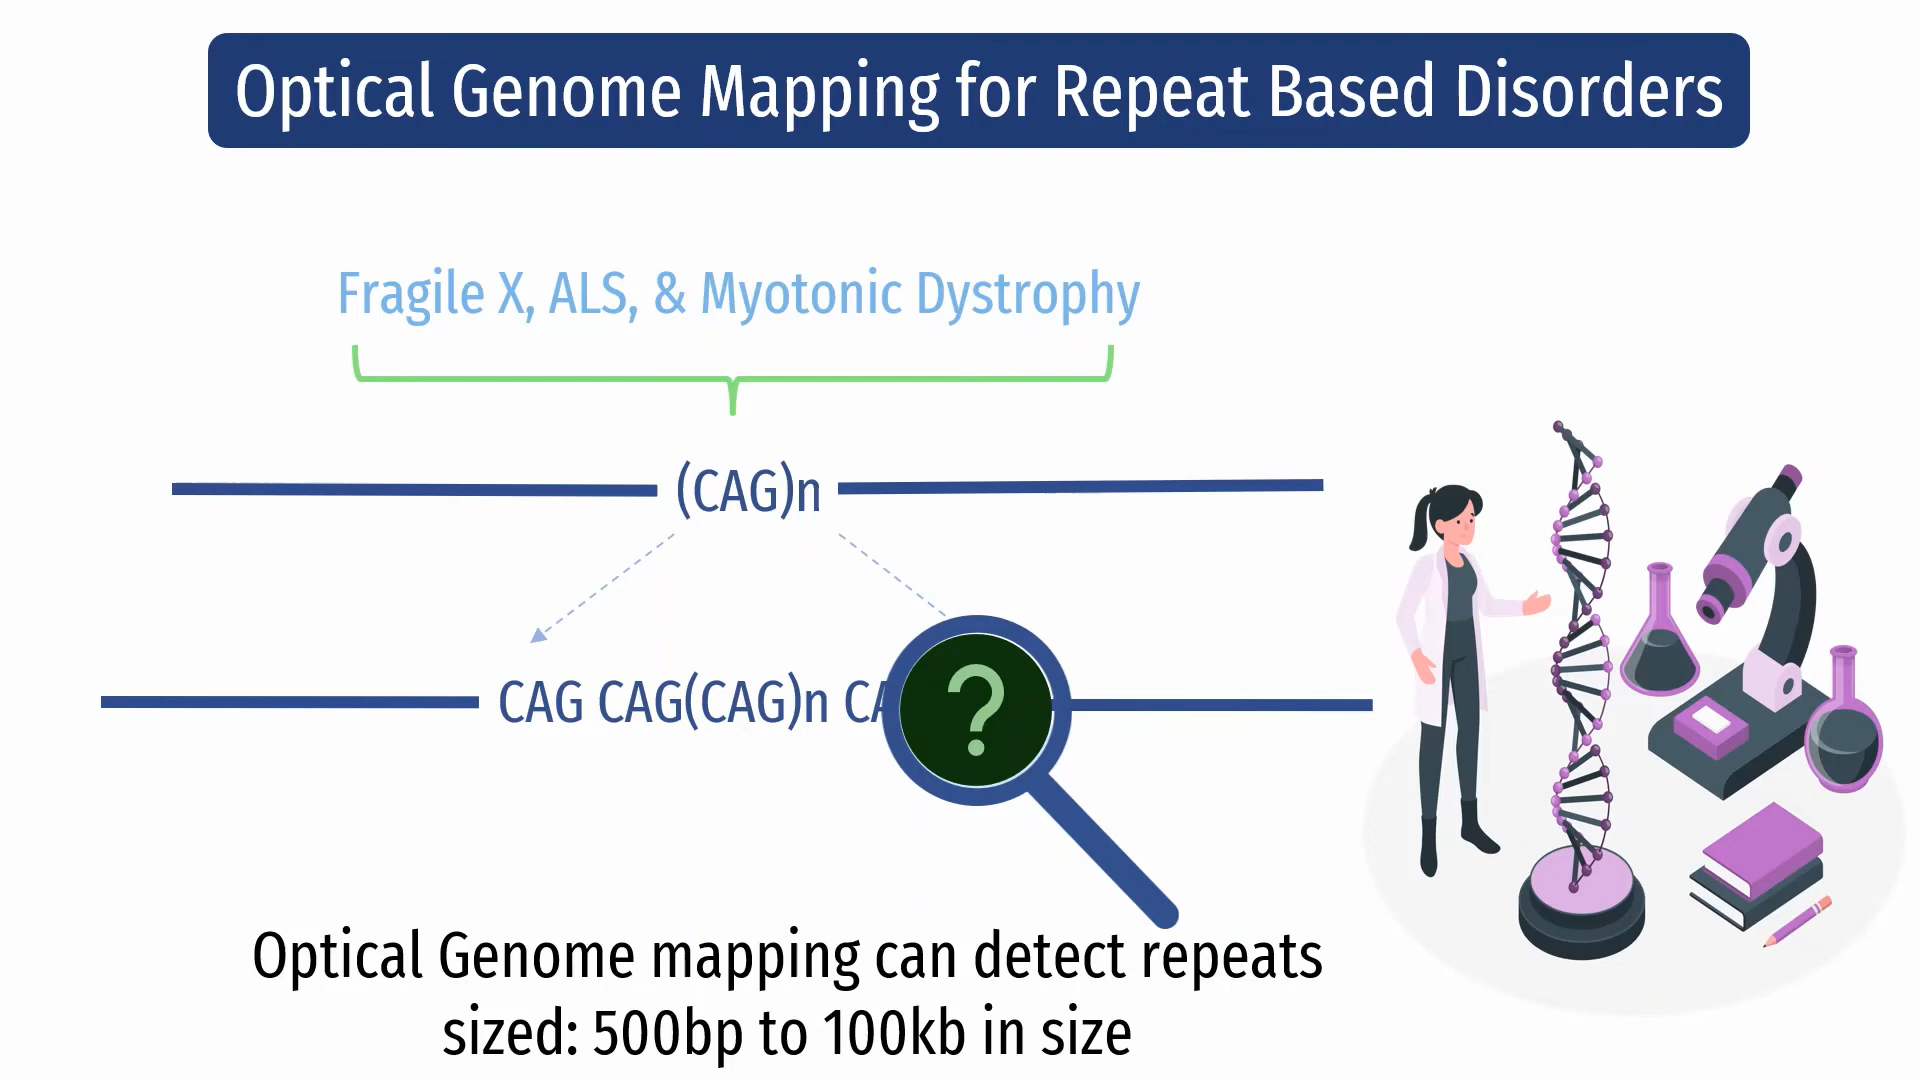 Optical Genome Mapping for Repeat Based Disorders
Fragile X, ALS, & Myotonic Dystrophy
(CAG)n
CAG CAG(CAG)n CA
?
Optical Genome mapping can detect repeats
sized: 500bp to 100kb in size